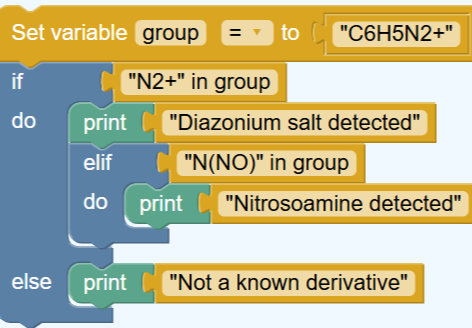 Set variable group = to "C6H5N2+"
if "N2+" in group
do print "Diazonium salt detected"
elif "N(NO)" in group
do print "Nitrosoamine detected"
else print "Not a known derivative"